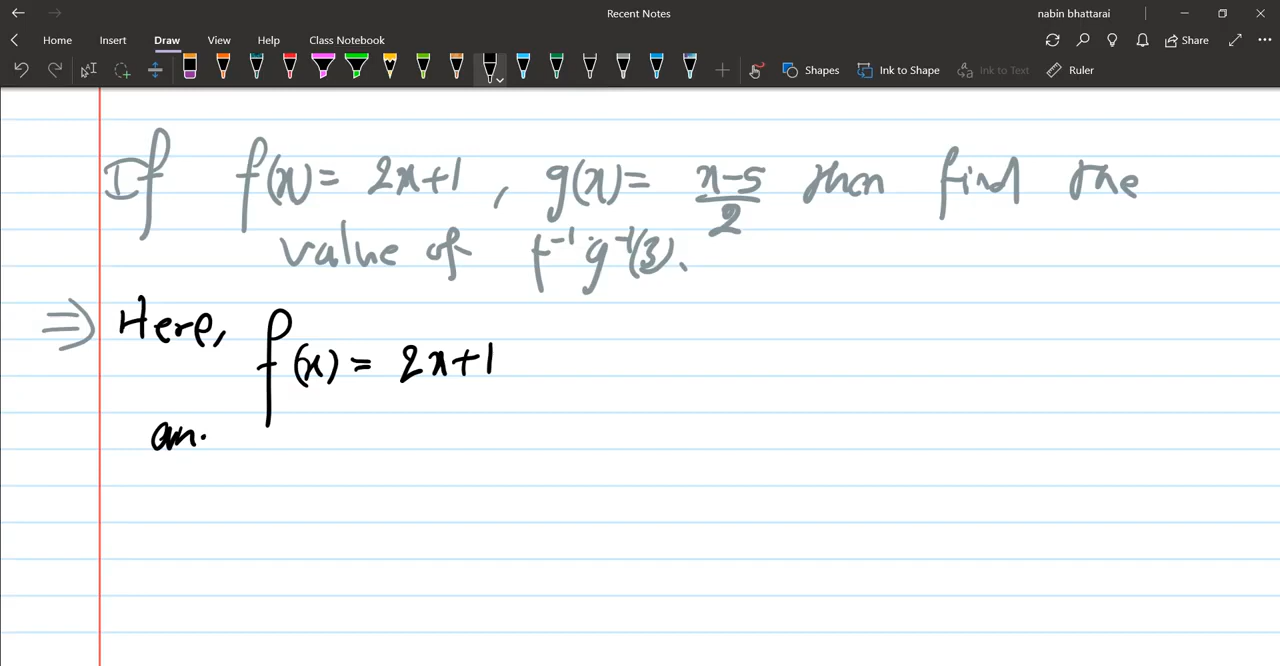 Recent Notes
nabin bhattarai
Home Insert Draw View Help Class Notebook
Share
Shapes Ink to Shape Ink to Text Ruler
If f(x) = 2x+1 , g(x) = x-5/2 then find the
value of f⁻¹g⁻¹(3).
⇒ Here,
f(x) = 2x+1
an.